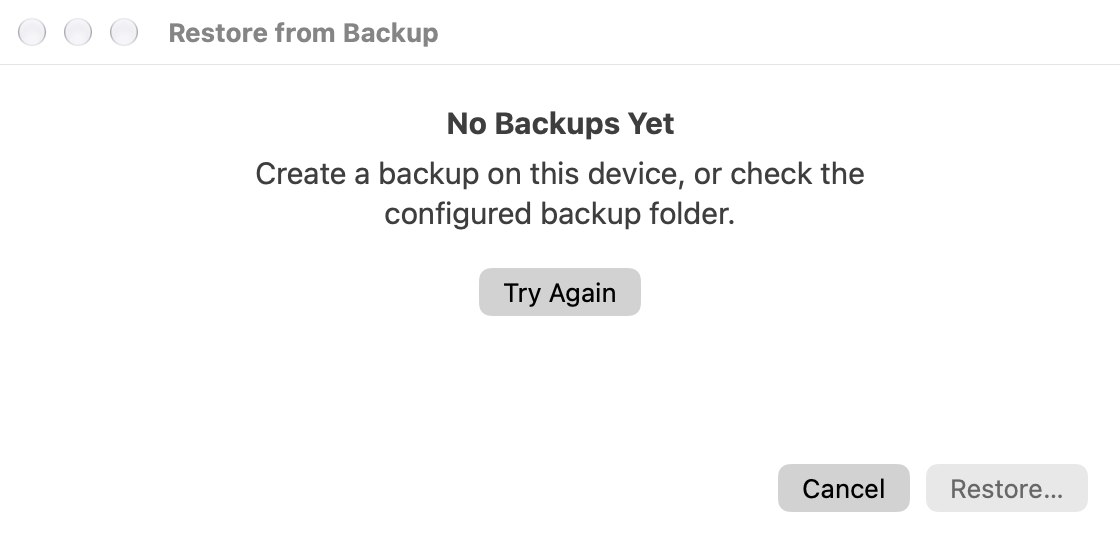 Restore from Backup
No Backups Yet
Create a backup on this device, or check the
configured backup folder.
Try Again
Cancel
Restore...